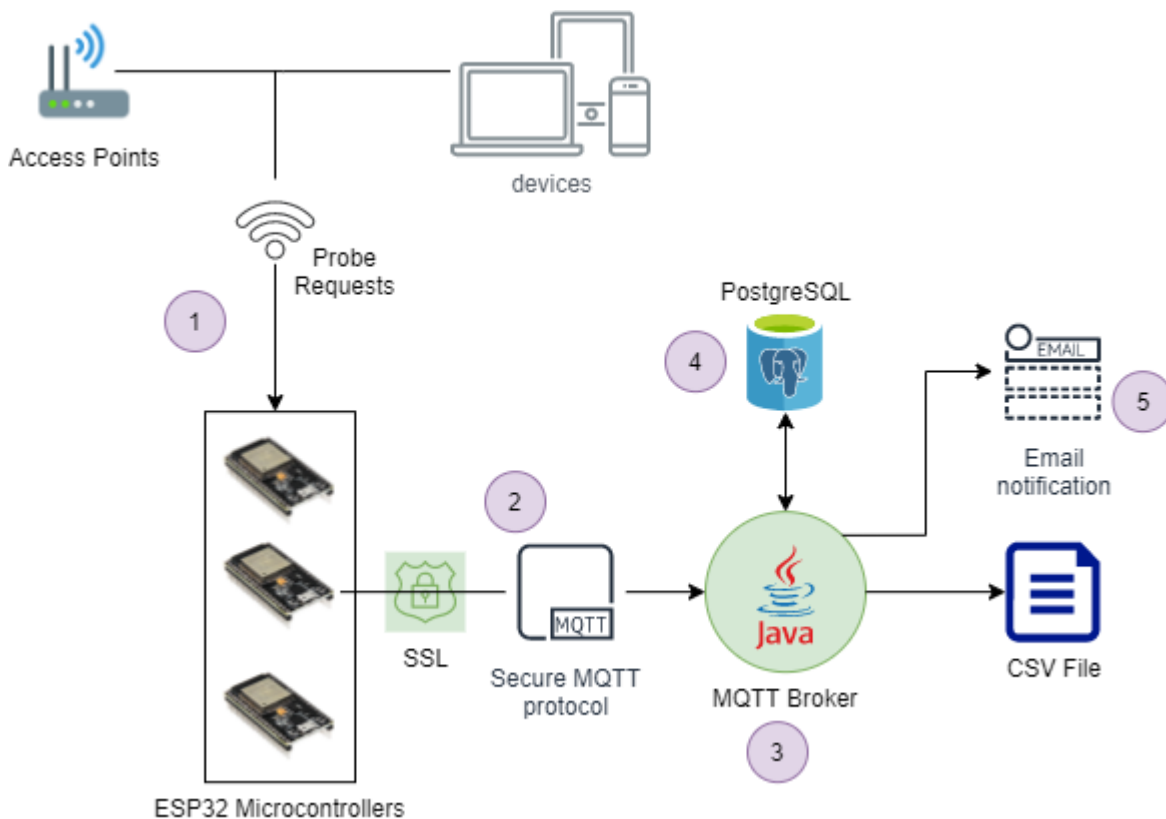 Access Points
devices
Probe
Requests
1
PostgreSQL
4
EMAIL
5
Email
notification
2
MQTT
SSL
Secure MQTT
protocol
Java
MQTT Broker
3
CSV File
ESP32 Microcontrollers